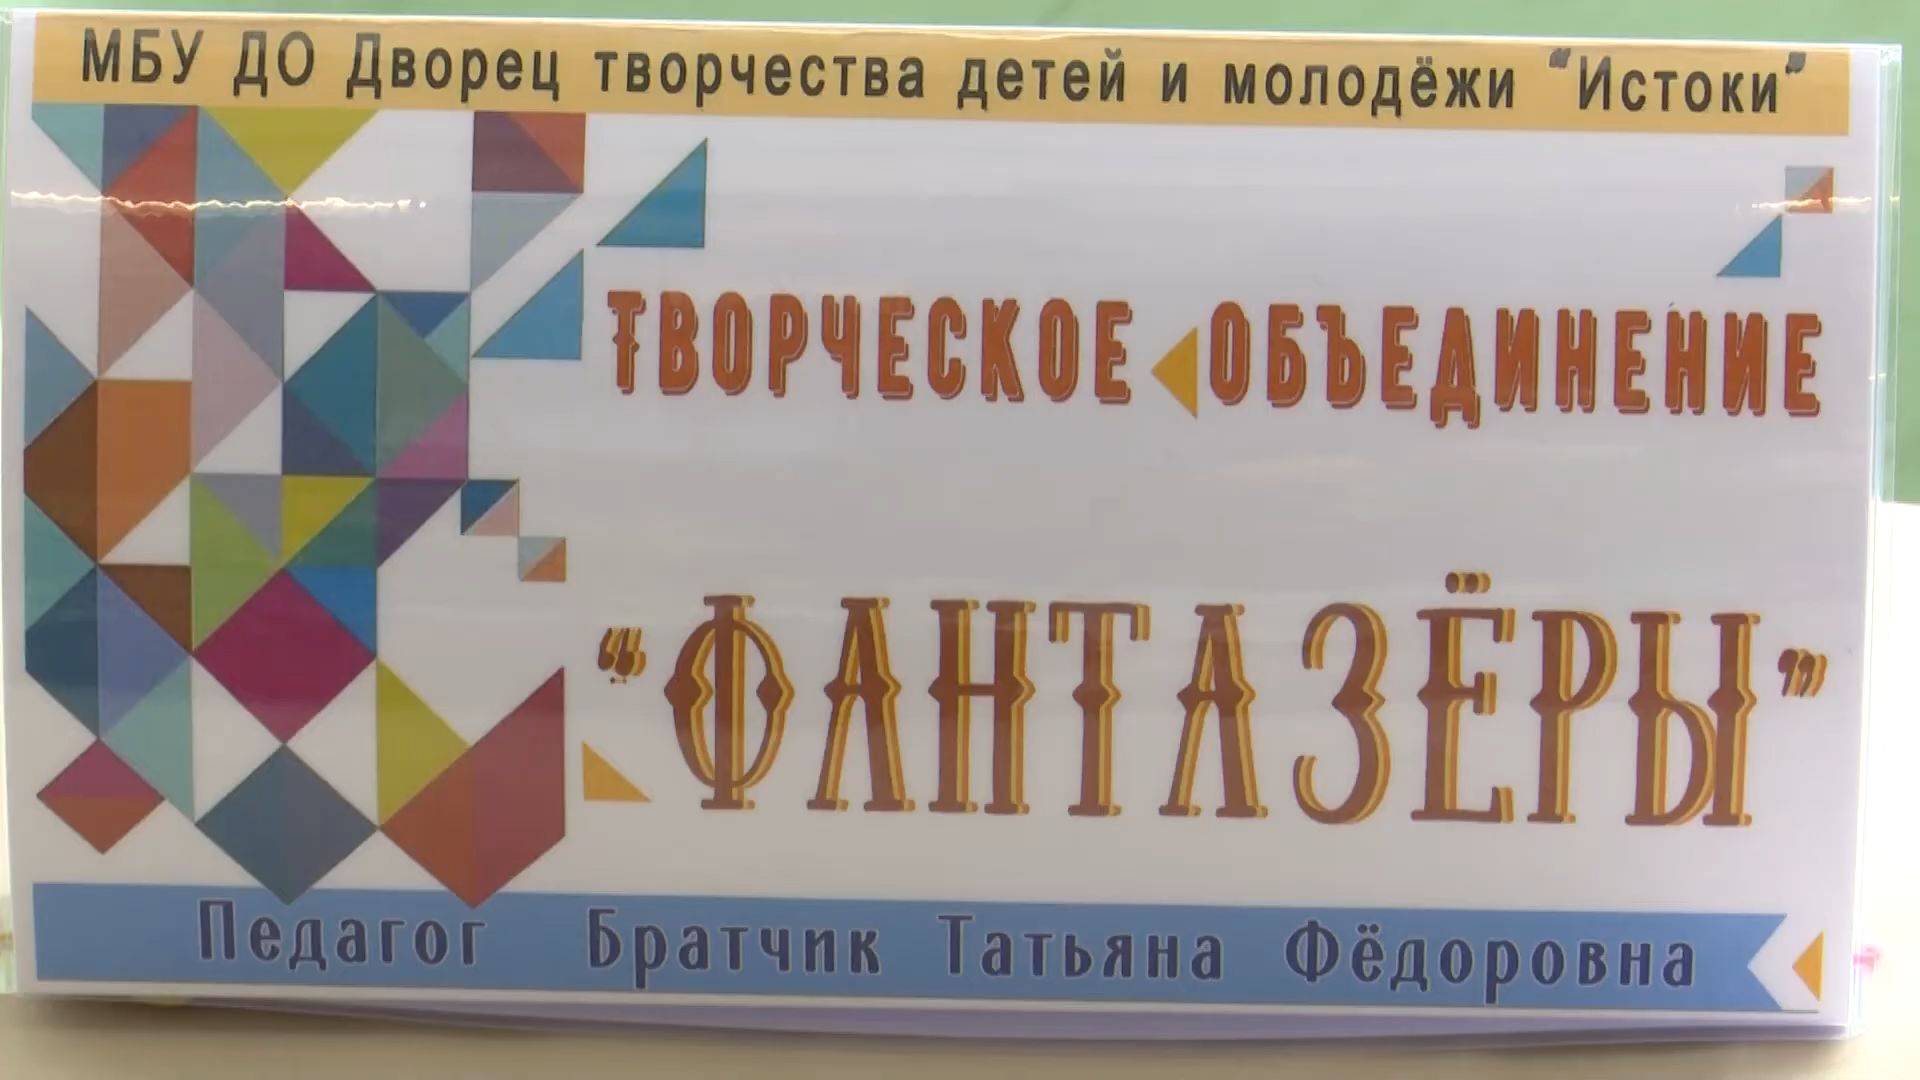 МБУ ДО Дворец творчества детей и молодёжи "Истоки"
ТВОРЧЕСКОЕ ОБЪЕДИНЕНИЕ
"ФАНТАЗЁРЫ"
Педагог Братчик Татьяна Фёдоровна